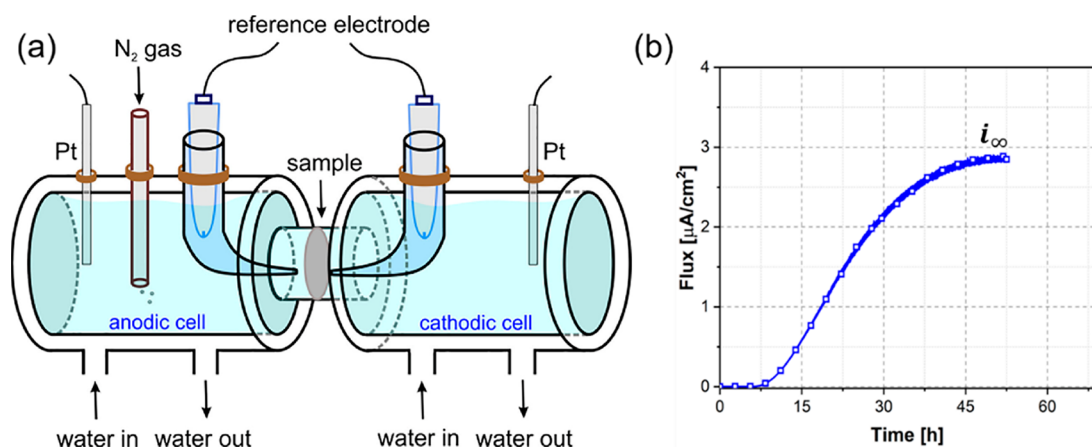 (a)
reference electrode
N₂ gas
Pt
sample
Pt
anodic cell
cathodic cell
water in
water out
water in
water out
(b)
Flux [μA/cm²]
4
3
2
1
0
i∞
0
15
30
45
60
Time [h]